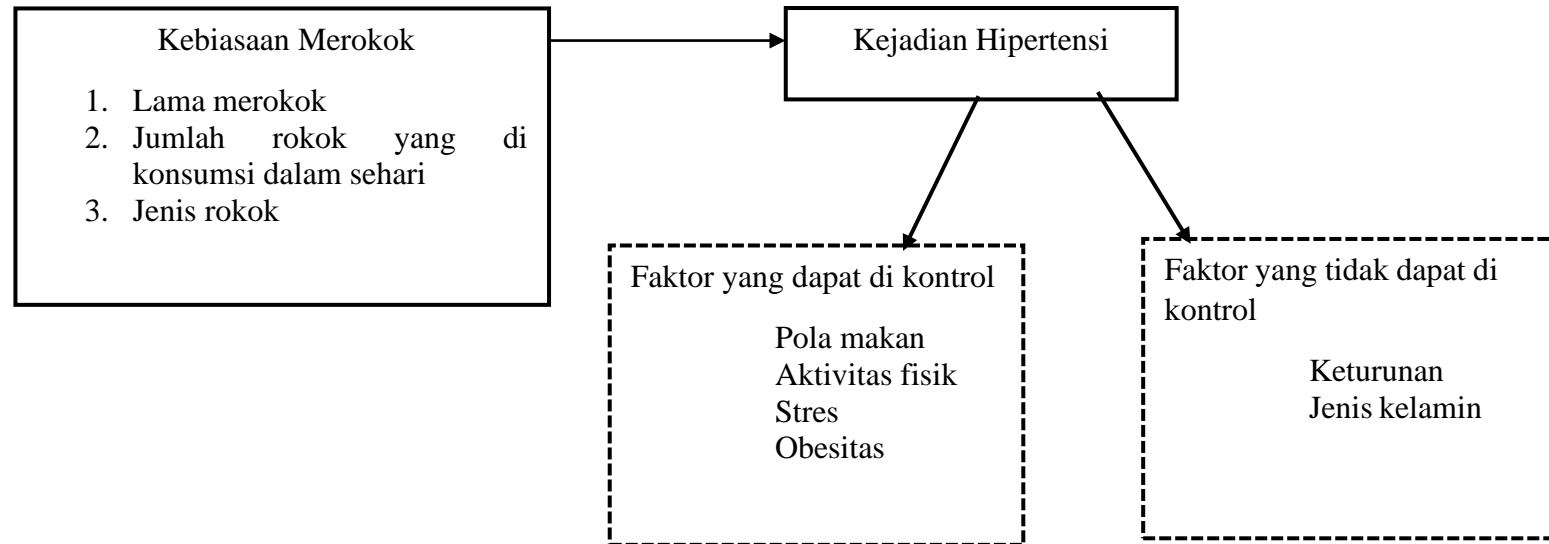 Kebiasaan Merokok
1. Lama merokok
2. Jumlah rokok yang di
konsumsi dalam sehari
3. Jenis rokok
Kejadian Hipertensi
Faktor yang dapat di kontrol
Pola makan
Aktivitas fisik
Stres
Obesitas
Faktor yang tidak dapat di
kontrol
Keturunan
Jenis kelamin